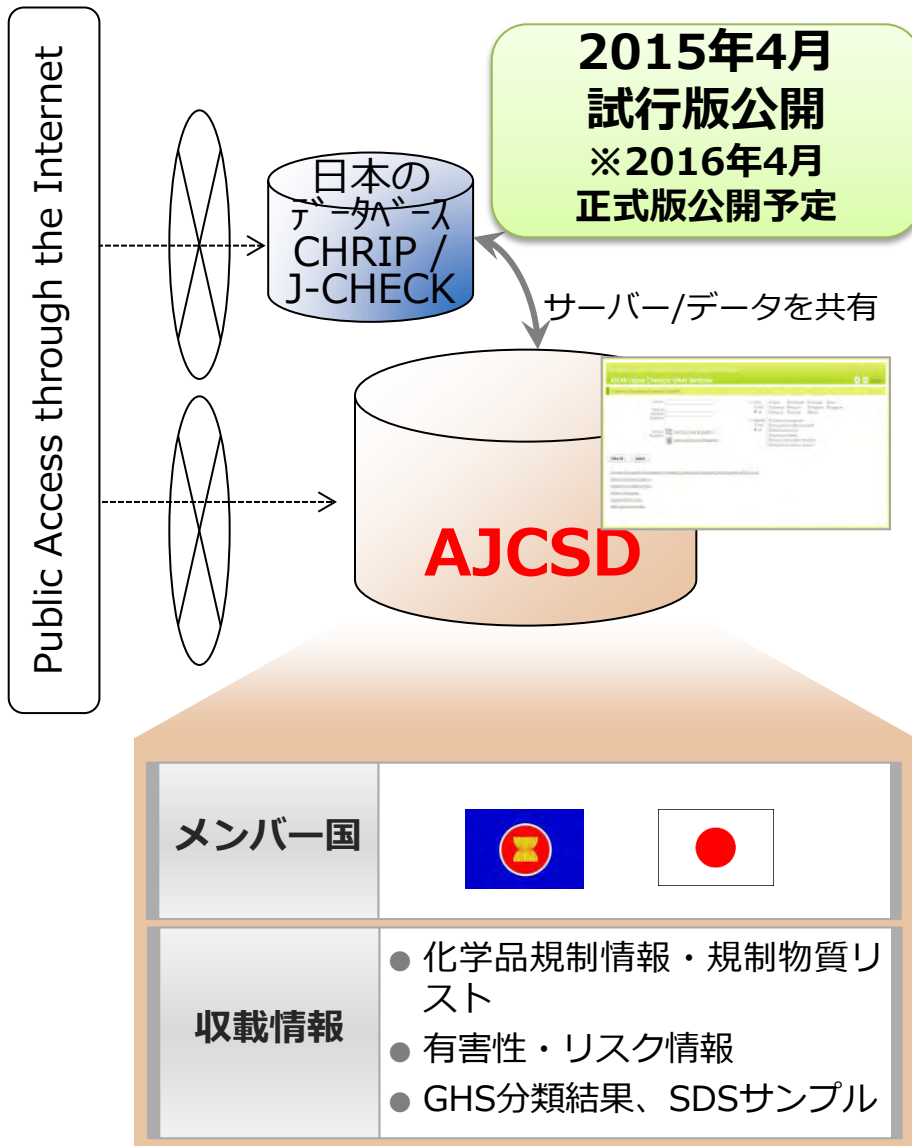 Public Access through the Internet
2015年4月
試行版公開
※2016年4月
正式版公開予定
日本の
ﾃﾞｰﾀﾍﾞｰｽ
CHRIP /
J-CHECK
サーバー/データを共有
AJCSD
メンバー国
収載情報
● 化学品規制情報・規制物質リ
スト
● 有害性・リスク情報
● GHS分類結果、SDSサンプル